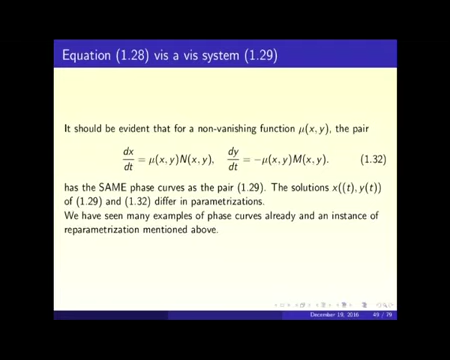 Equation (1.28) vis a vis system (1.29)
It should be evident that for a non-vanishing function μ(x, y), the pair
dx/dt = μ(x, y)N(x, y), dy/dt = −μ(x, y)M(x, y). (1.32)
has the SAME phase curves as the pair (1.29). The solutions x((t), y(t))
of (1.29) and (1.32) differ in parametrizations.
We have seen many examples of phase curves already and an instance of
reparametrization mentioned above.
December 19, 2016 49 / 79